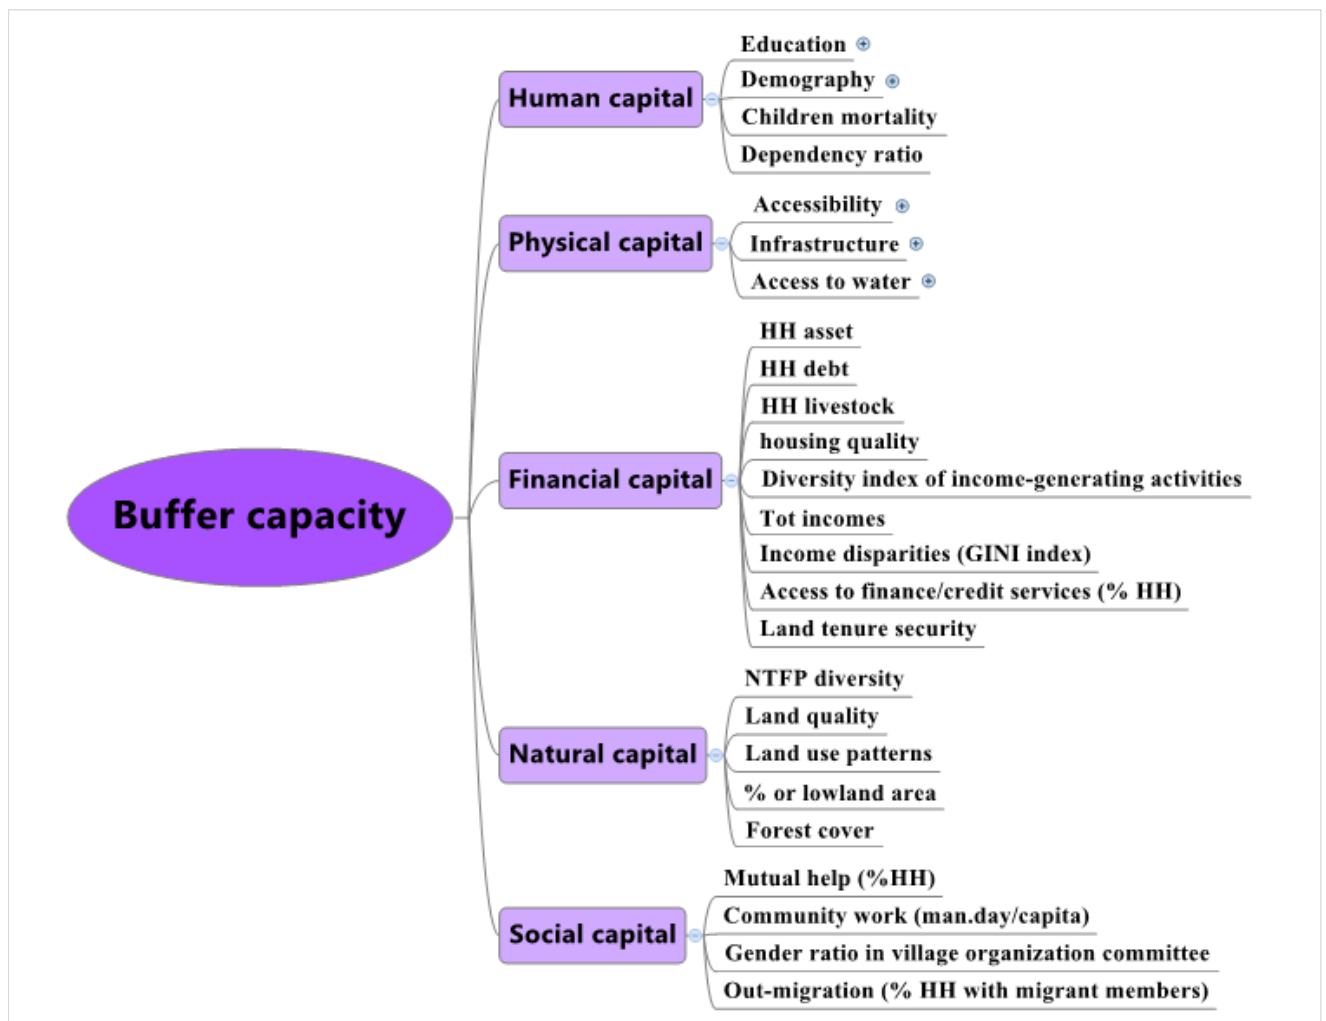 Buffer capacity
Human capital
Education
Demography
Children mortality
Dependency ratio
Physical capital
Accessibility
Infrastructure
Access to water
Financial capital
HH asset
HH debt
HH livestock
housing quality
Diversity index of income-generating activities
Tot incomes
Income disparities (GINI index)
Access to finance/credit services (% HH)
Land tenure security
Natural capital
NTFP diversity
Land quality
Land use patterns
% or lowland area
Forest cover
Social capital
Mutual help (%HH)
Community work (man.day/capita)
Gender ratio in village organization committee
Out-migration (% HH with migrant members)